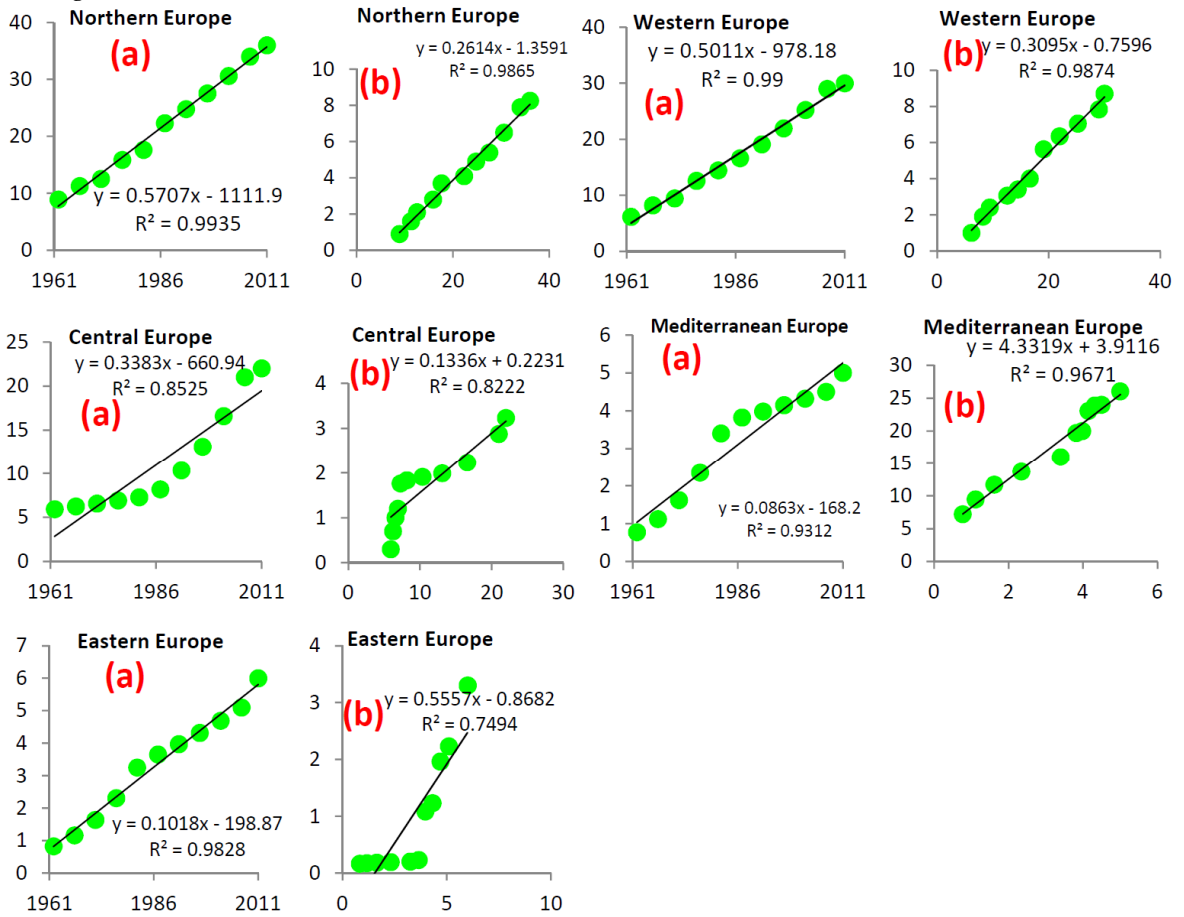 Northern Europe
(a)
y = 0.5707x - 1111.9
R² = 0.9935
40
30
20
10
0
1961 1986 2011
Northern Europe
y = 0.2614x - 1.3591
R² = 0.9865
(b)
10
8
6
4
2
0
0 20 40
Western Europe
y = 0.5011x - 978.18
R² = 0.99
(a)
40
30
20
10
0
1961 1986 2011
Western Europe
(b) y = 0.3095x - 0.7596
R² = 0.9874
10
8
6
4
2
0
0 20 40
Central Europe
y = 0.3383x - 660.94
R² = 0.8525
(a)
25
20
15
10
5
0
1961 1986 2011
Central Europe
(b) y = 0.1336x + 0.2231
R² = 0.8222
4
3
2
1
0
0 10 20 30
Mediterranean Europe
(a)
y = 0.0863x - 168.2
R² = 0.9312
6
5
4
3
2
1
0
1961 1986 2011
Mediterranean Europe
y = 4.3319x + 3.9116
R² = 0.9671
(b)
30
25
20
15
10
5
0
0 2 4 6
Eastern Europe
(a)
y = 0.1018x - 198.87
R² = 0.9828
7
6
5
4
3
2
1
0
1961 1986 2011
Eastern Europe
(b) y = 0.5557x - 0.8682
R² = 0.7494
4
3
2
1
0
0 5 10